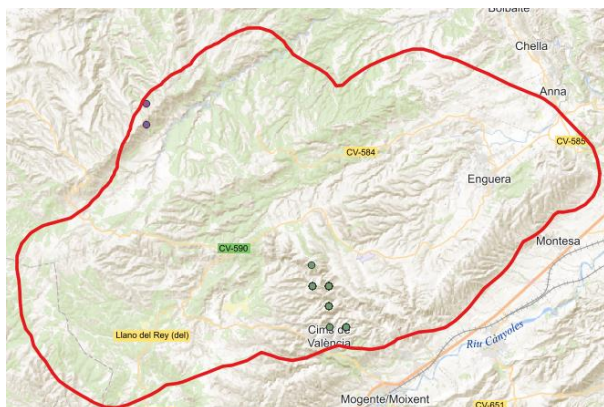 Bolbaite
Chella
Anna
CV-585
CV-584
Enguera
Montesa
CV-590
Cims de
València
Llano del Rey (del)
Riu Cànyoles
Mogente/Moixent
CV-651